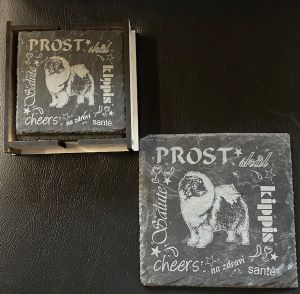 PROST
skål
kippis
Salute
cheers
na zdravi
santé
PROST
skål
kippis
Salute
cheers
na zdravi
santé